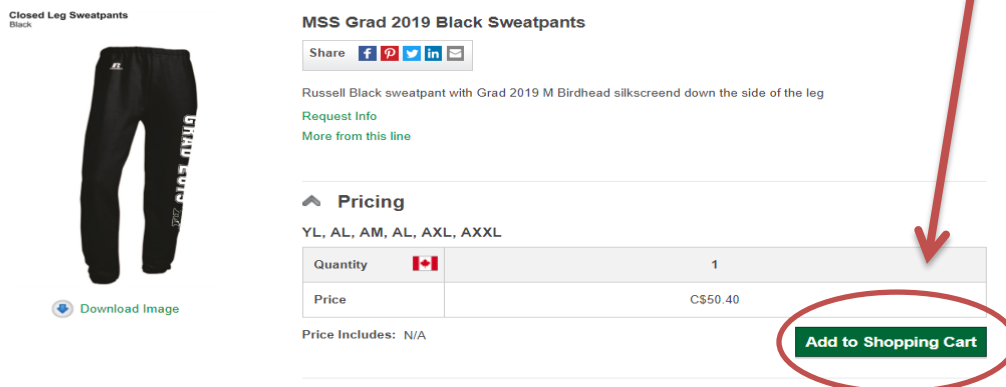 Closed Leg Sweatpants
Black
GRAD 2019
Download Image
MSS Grad 2019 Black Sweatpants
Share
Russell Black sweatpant with Grad 2019 M Birdhead silkscreend down the side of the leg
Request Info
More from this line
Pricing
YL, AL, AM, AL, AXL, AXXL
Quantity 1
Price C$50.40
Price Includes: N/A
Add to Shopping Cart